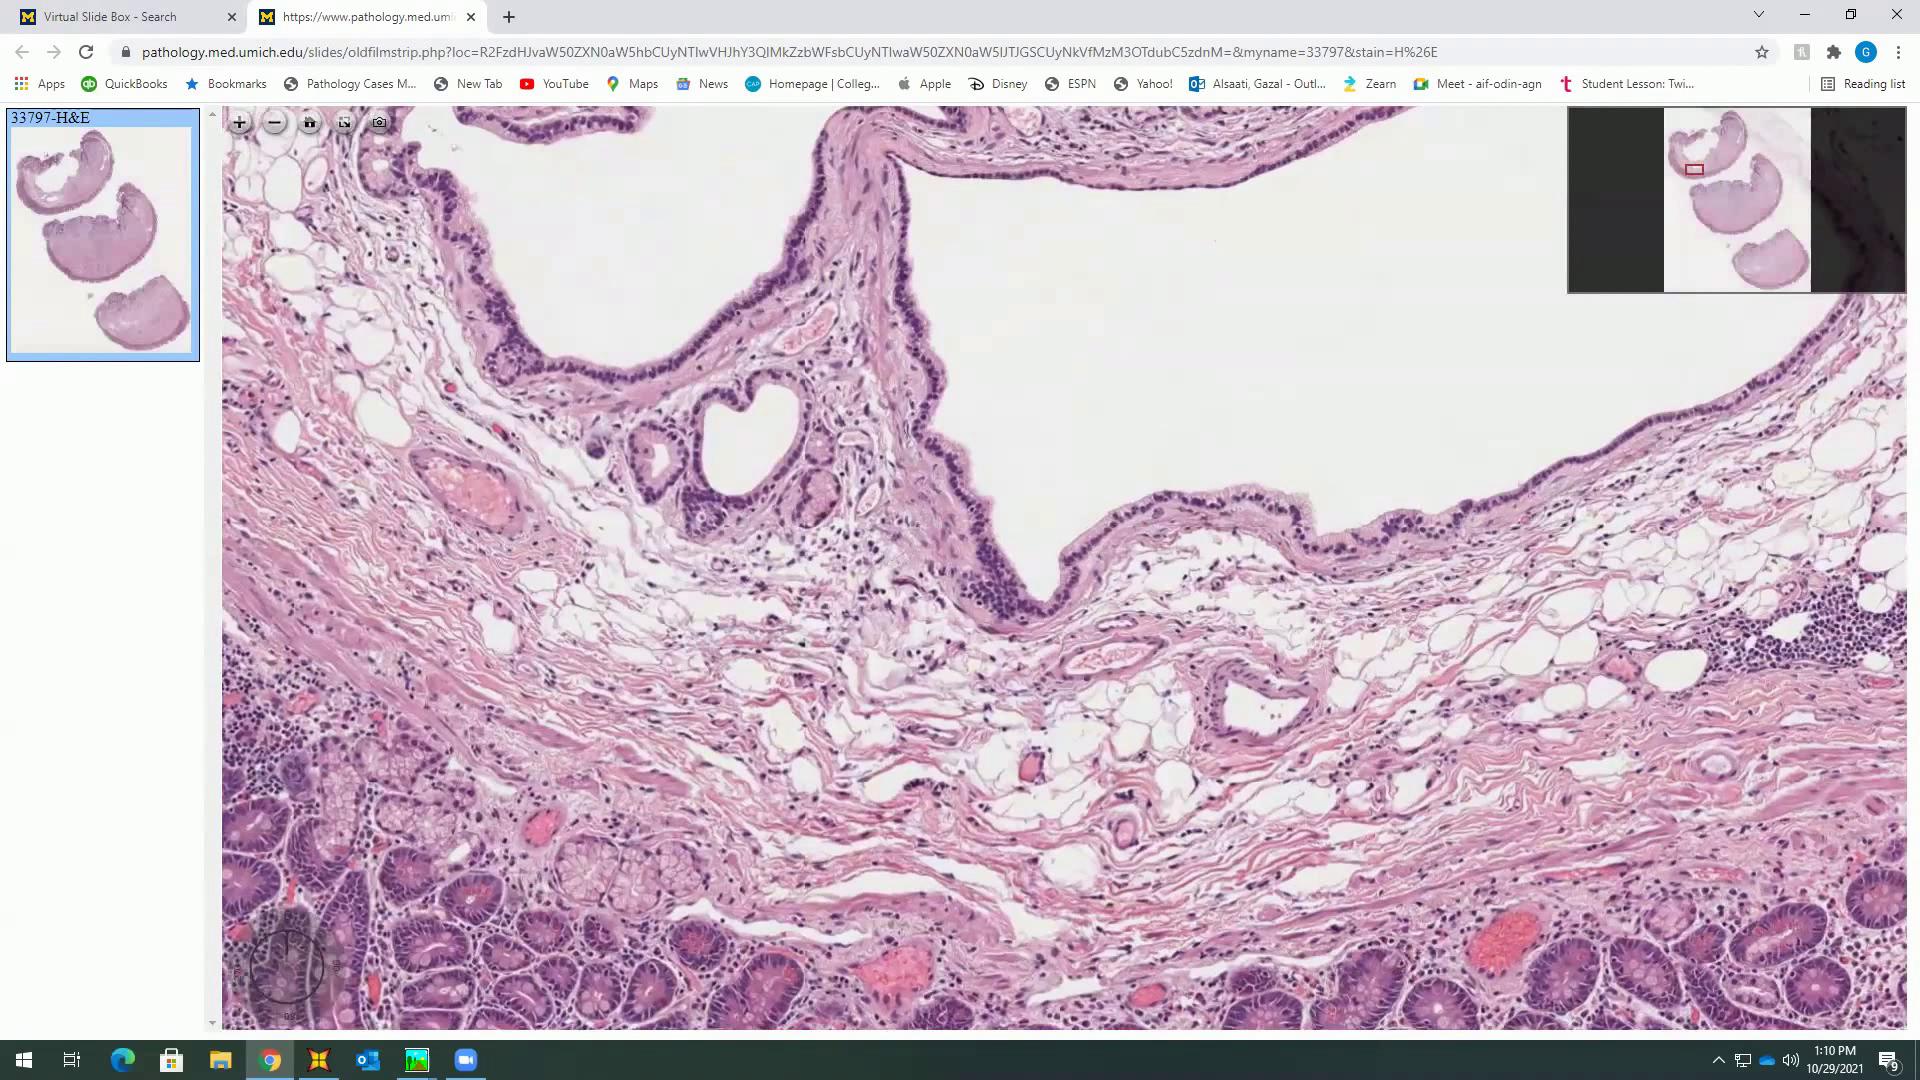 Virtual Slide Box - Search
https://www.pathology.med.umi
pathology.med.umich.edu/slides/oldfilmstrip.php?loc=R2FzdHJvaW50ZXN0aW5hbCUyNTIwVHJhY3QlMkZzbWFsbCUyNTIwaW50ZXN0aW5lJTJGSCUyNkVfMzM3OTdubC5zdnM=&myname=33797&stain=H%26E
Apps
QuickBooks
Bookmarks
Pathology Cases M...
New Tab
YouTube
Maps
News
Homepage | Colleg...
Apple
Disney
ESPN
Yahoo!
Alsaati, Gazal - Outl...
Zearn
Meet - aif-odin-agn
Student Lesson: Twi...
Reading list
33797-H&E
1:10 PM
10/29/2021